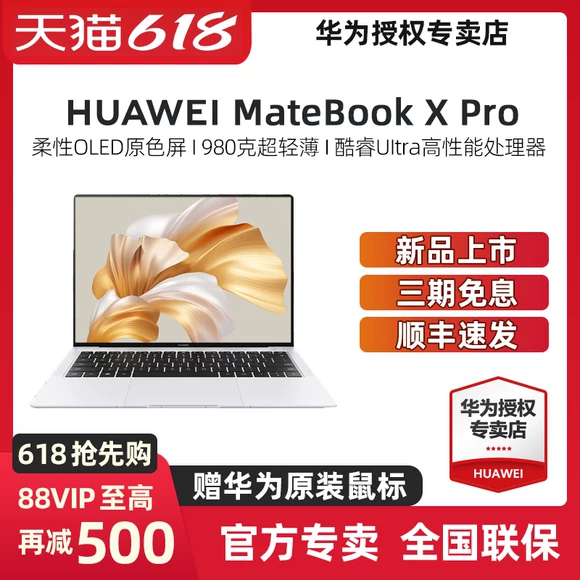 天猫618
华为授权专卖店
HUAWEI MateBook X Pro
柔性OLED原色屏 | 980克超轻薄 | 酷睿Ultra高性能处理器
新品上市
三期免息
顺丰速发
华为授权
专卖店
HUAWEI
618 抢先购
88VIP 至高
再减500
赠华为原装鼠标
官方专卖 全国联保